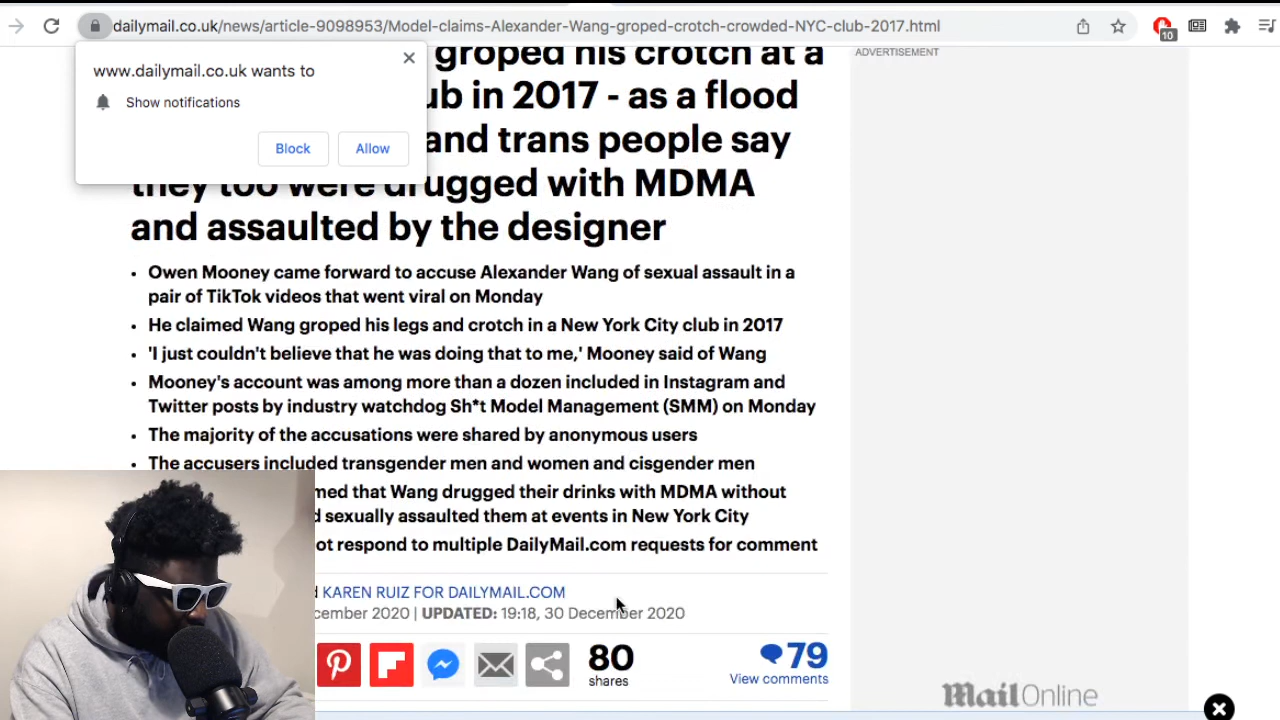 dailymail.co.uk/news/article-9098953/Model-claims-Alexander-Wang-groped-crotch-crowded-NYC-club-2017.html
10
www.dailymail.co.uk wants to
Show notifications
Block
Allow
ADVERTISEMENT
groped his crotch at a
ub in 2017 - as a flood
and trans people say
they too were drugged with MDMA
and assaulted by the designer
• Owen Mooney came forward to accuse Alexander Wang of sexual assault in a
pair of TikTok videos that went viral on Monday
• He claimed Wang groped his legs and crotch in a New York City club in 2017
• 'I just couldn't believe that he was doing that to me,' Mooney said of Wang
• Mooney's account was among more than a dozen included in Instagram and
Twitter posts by industry watchdog Sh*t Model Management (SMM) on Monday
• The majority of the accusations were shared by anonymous users
• The accusers included transgender men and women and cisgender men
med that Wang drugged their drinks with MDMA without
d sexually assaulted them at events in New York City
ot respond to multiple DailyMail.com requests for comment
d KAREN RUIZ FOR DAILYMAIL.COM
cember 2020 | UPDATED: 19:18, 30 December 2020
80
shares
79
View comments
Mail Online